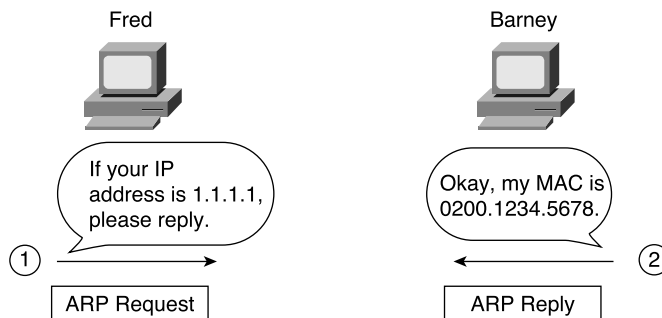 Fred
Barney
If your IP
address is 1.1.1.1,
please reply.
Okay, my MAC is
0200.1234.5678.
1
2
ARP Request
ARP Reply